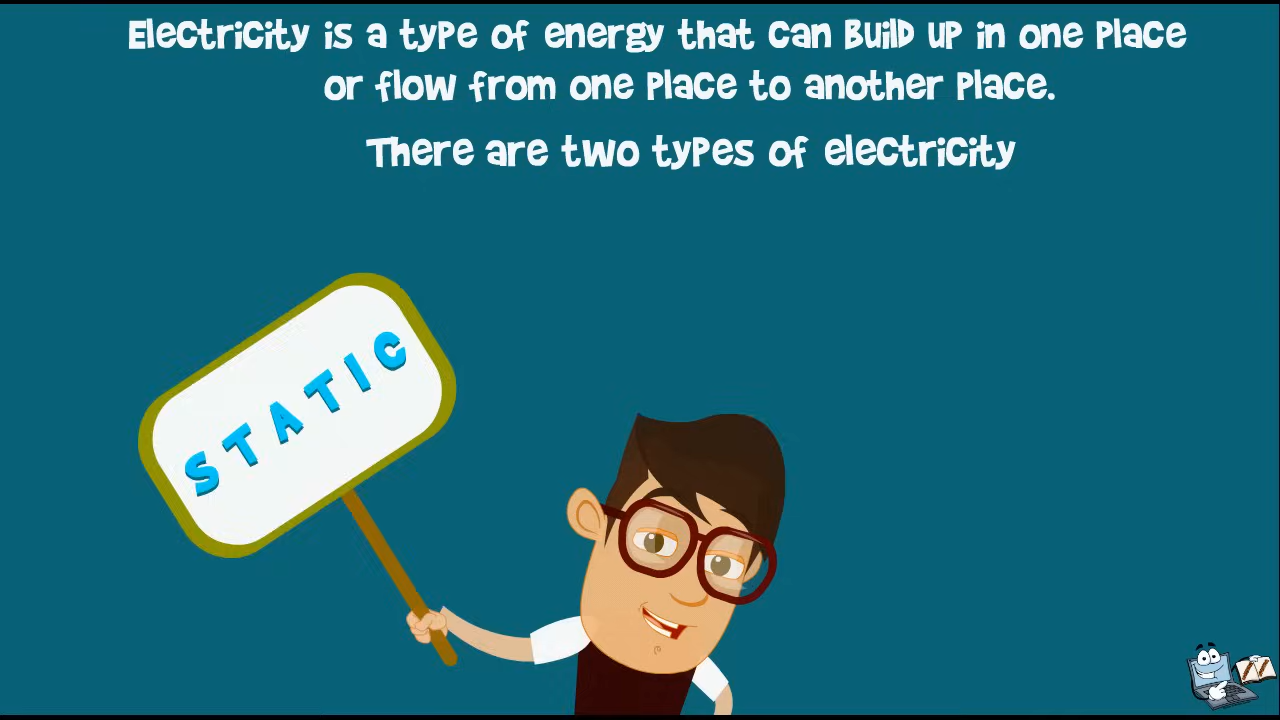 Electricity is a type of energy that can build up in one place
or flow from one place to another place.
There are two types of electricity
STATIC